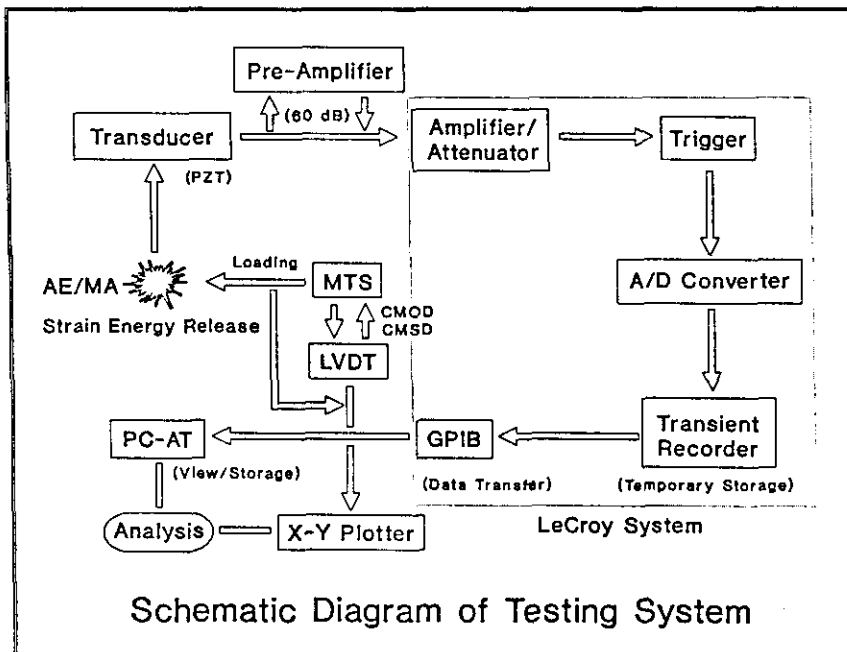 Pre-Amplifier
(60 dB)
Transducer
(PZT)
Amplifier/
Attenuator
Trigger
Loading
AE/MA
Strain Energy Release
MTS
CMOD
CMSD
LVDT
A/D Converter
PC-AT
(View/Storage)
GPIB
(Data Transfer)
Transient
Recorder
(Temporary Storage)
Analysis
X-Y Plotter
LeCroy System
Schematic Diagram of Testing System